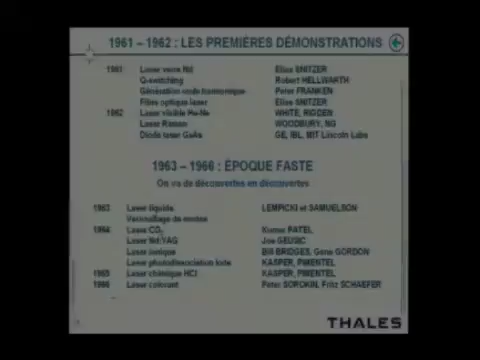 1961 – 1962 : LES PREMIÈRES DÉMONSTRATIONS
1961 Laser verre Nd Elias SNITZER
Q-switching Robert HELLWARTH
Génération 2nde harmonique Peter FRANKEN
Fibre optique laser Elias SNITZER
1962 Laser visible He-Ne WHITE, RIGDEN
Laser Raman WOODBURY, NG
Diode laser GaAs GE, IBL, MIT Lincoln Labs
1963 – 1966 : ÉPOQUE FASTE
On va de découvertes en découvertes
1963 Laser liquide LEMPICKI et SAMUELSON
Verrouillage de modes
1964 Laser CO₂ Kumar PATEL
Laser Nd:YAG Joe GEUSIC
Laser ionique Bill BRIDGES, Gene GORDON
Laser photodissociation Iode KASPER, PIMENTEL
1965 Laser chimique HCl KASPER, PIMENTEL
1966 Laser colorant Peter SOROKIN, Fritz SCHAEFER
THALES